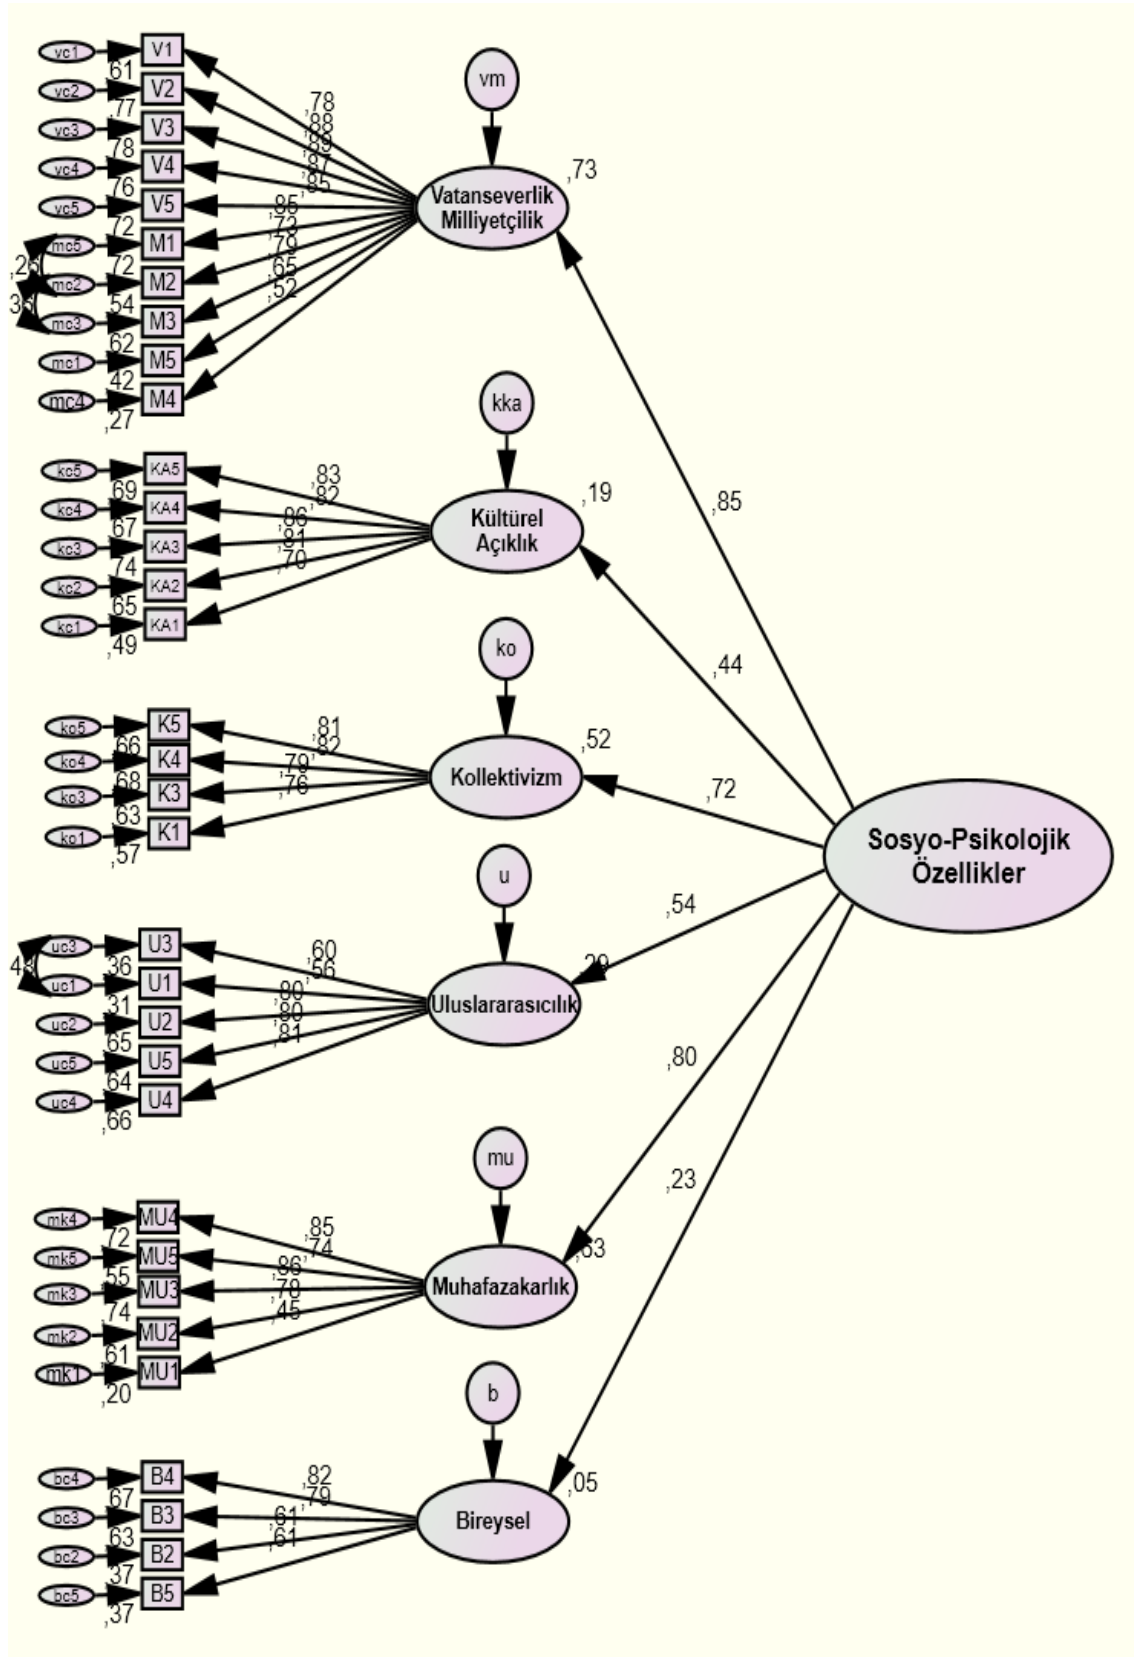 vc1 V1
,61
vc2 V2
,77
vc3 V3
,78
vc4 V4
,76
vc5 V5
,72
mc5 M1
,72
mc2 M2
,54
mc3 M3
,62
mc1 M5
,42
mc4 M4
,27
,26
,78
,88
,89
,87
,85
,85
,73
,79
,65
,52
vm
Vatanseverlik
Milliyetçilik
,73
kc5 KA5
,69
kc4 KA4
,67
kc3 KA3
,74
kc2 KA2
,65
kc1 KA1
,49
,83
,82
,86
,81
,70
kka
Kültürel
Açıklık
,19
ko5 K5
,66
ko4 K4
,68
ko3 K3
,63
ko1 K1
,57
,81
,82
,79
,76
ko
Kollektivizm
,52
uc3 U3
,36
uc1 U1
,31
uc2 U2
,65
uc5 U5
,64
uc4 U4
,66
,60
,56
,80
,80
,81
u
Uluslararasıcılık
,29
mk4 MU4
,72
mk5 MU5
,55
mk3 MU3
,74
mk2 MU2
,61
mk1 MU1
,20
,85
,74
,86
,78
,45
mu
Muhafazakarlık
,63
bc4 B4
,67
bc3 B3
,63
bc2 B2
,37
bc5 B5
,37
,82
,79
,61
,61
b
Bireysel
,05
,85
,44
,72
,54
,80
,23
Sosyo-Psikolojik
Özellikler